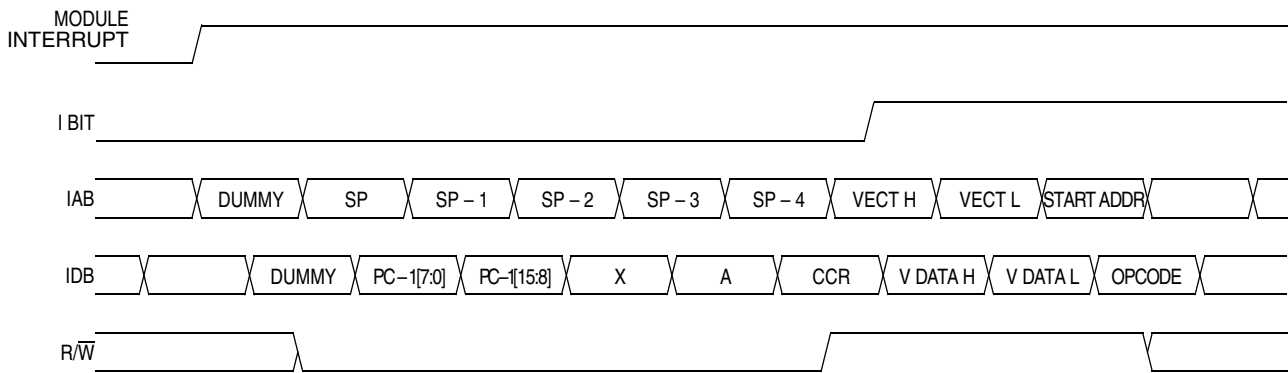 MODULE
INTERRUPT
I BIT
IAB DUMMY SP SP – 1 SP – 2 SP – 3 SP – 4 VECT H VECT L START ADDR
IDB DUMMY PC – 1[7:0] PC–1[15:8] X A CCR V DATA H V DATA L OPCODE
R/W̅